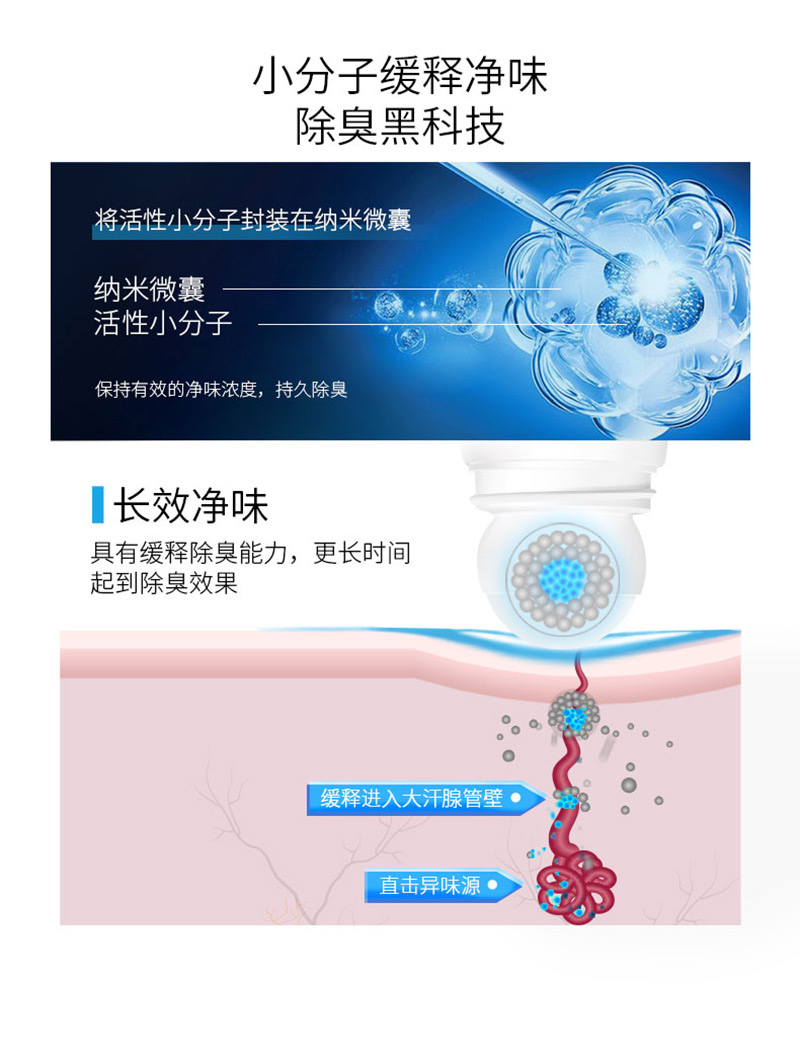 小分子缓释净味
除臭黑科技
将活性小分子封装在纳米微囊
纳米微囊
活性小分子
保持有效的净味浓度，持久除臭
长效净味
具有缓释除臭能力，更长时间
起到除臭效果
缓释进入大汗腺管壁
直击异味源